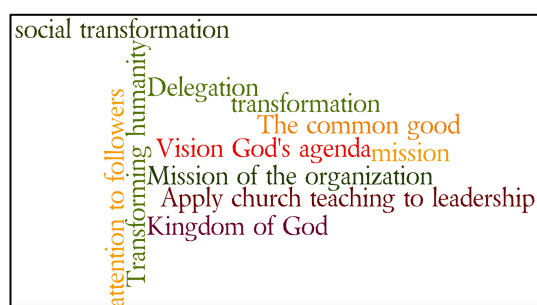 social transformation
Delegation
transformation
The common good
Vision God's agenda
mission
Mission of the organization
Apply church teaching to leadership
Kingdom of God
Transforming humanity
attention to followers